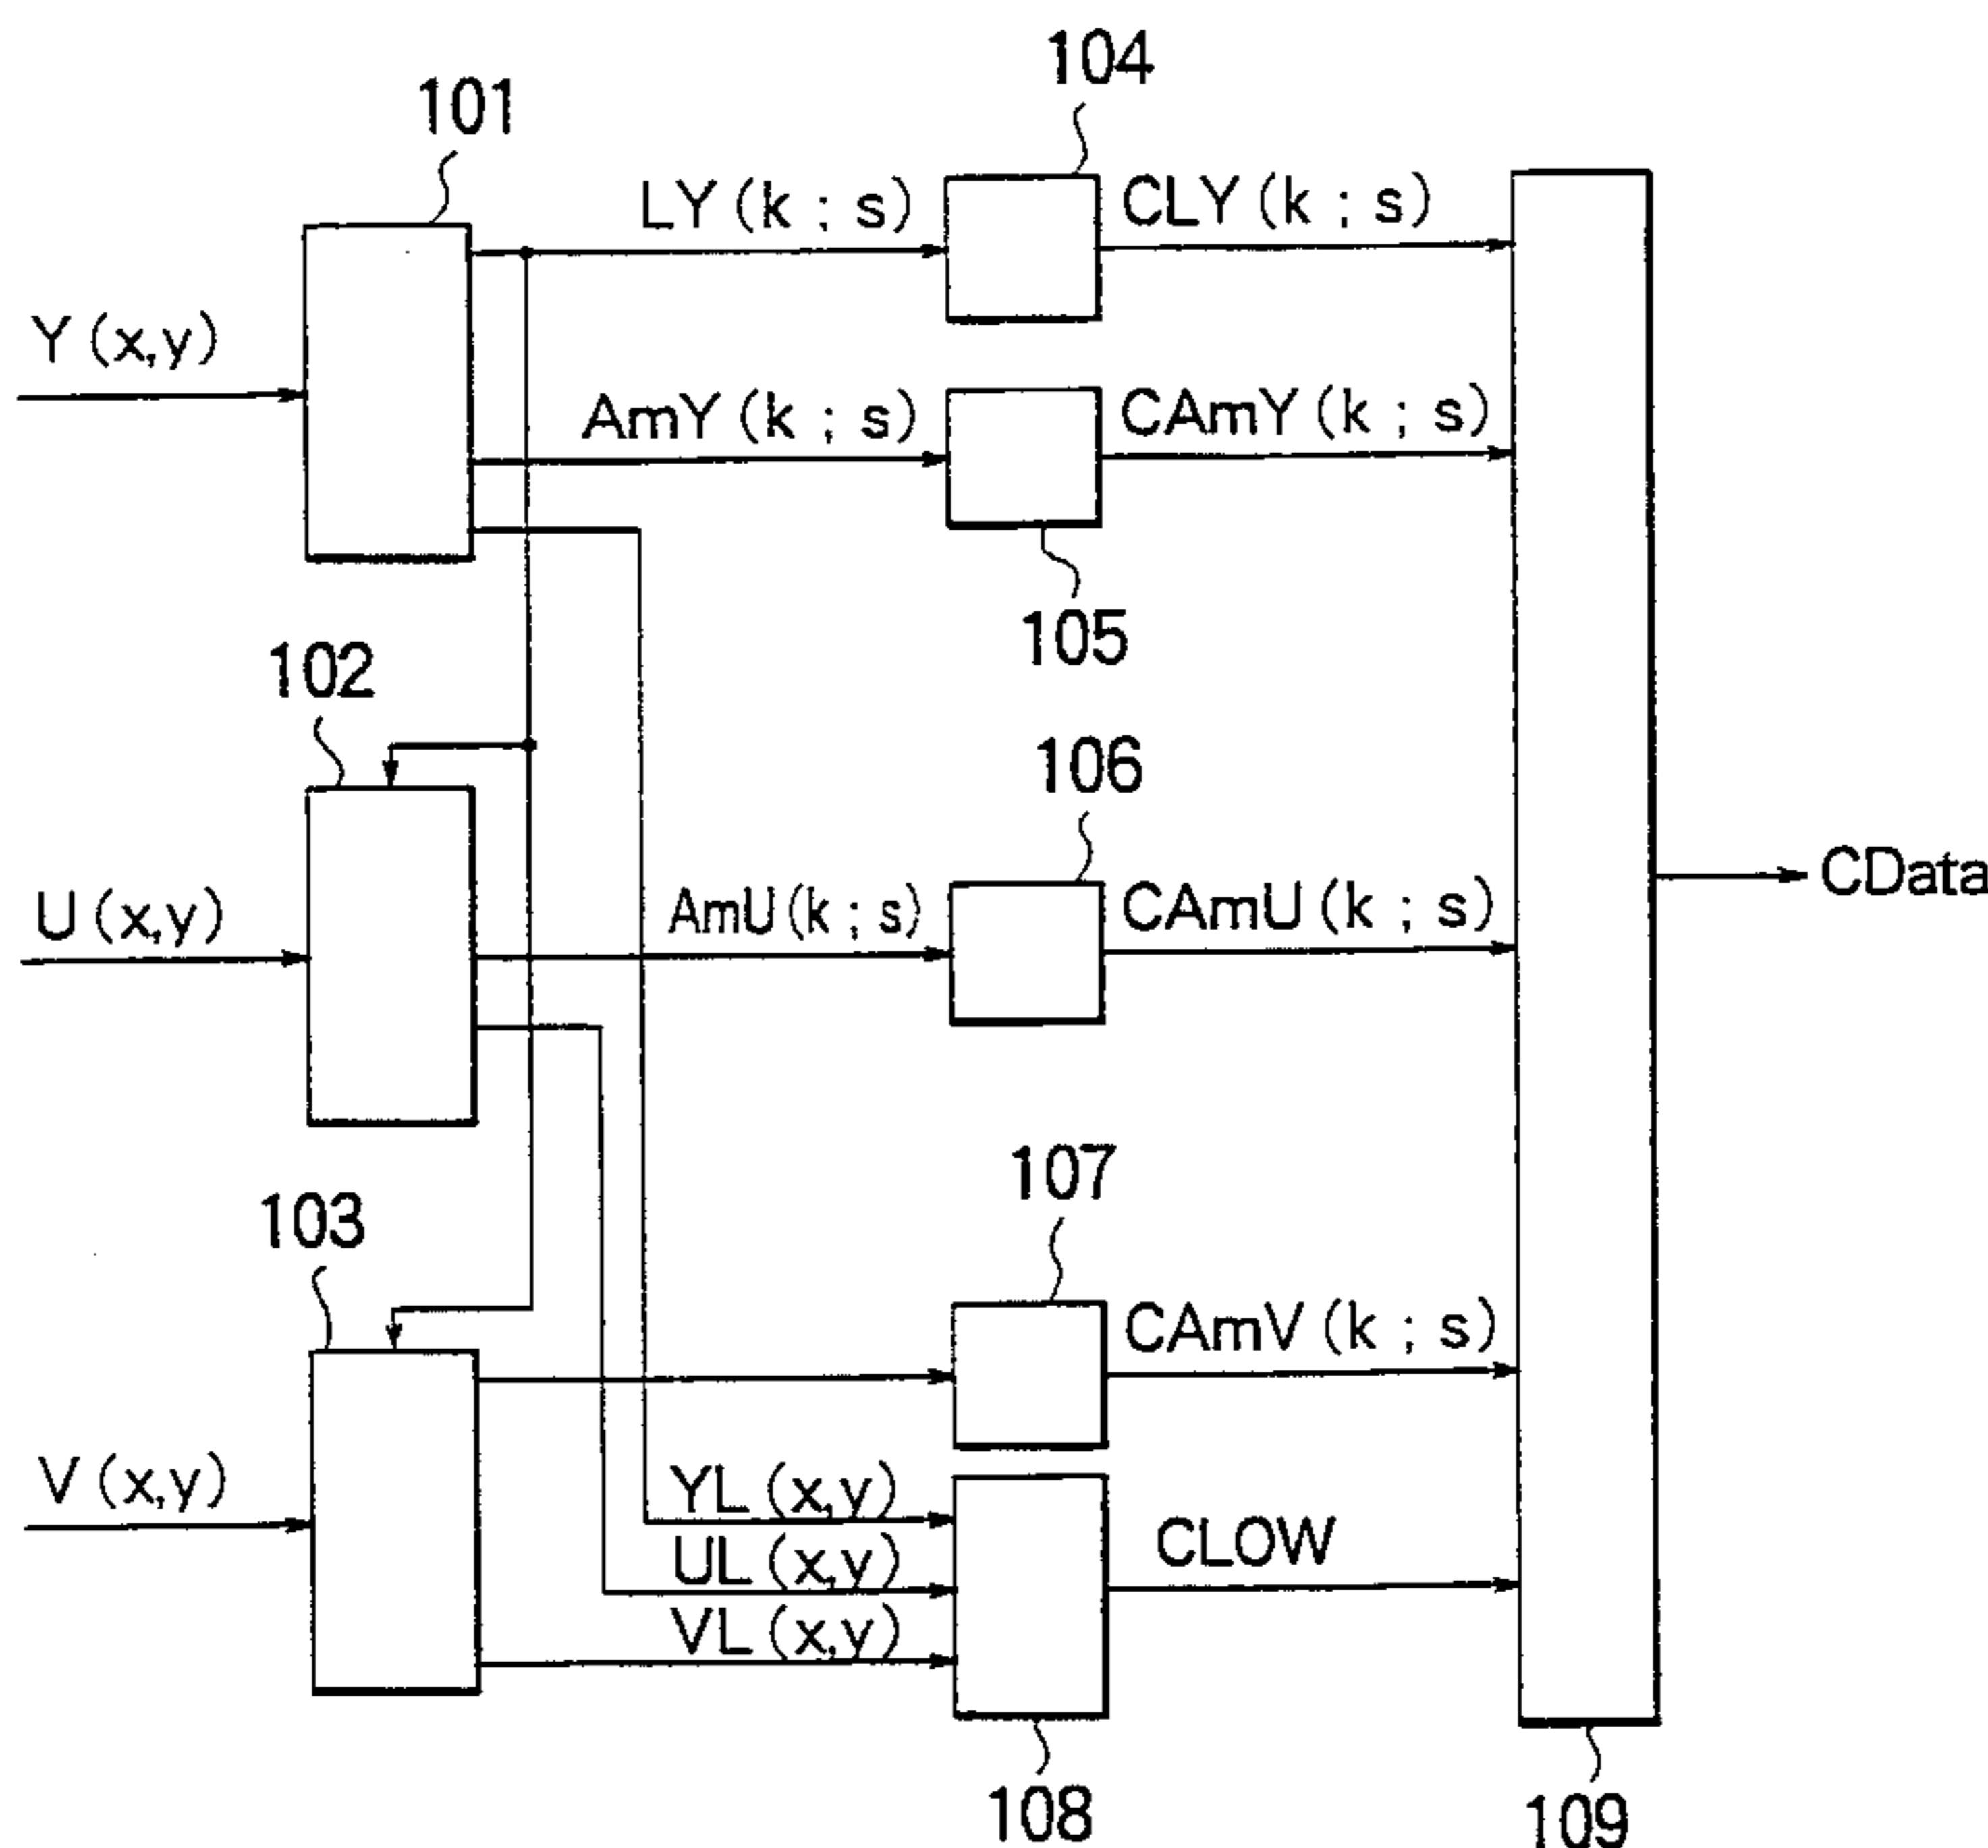 104
101
LY (k ; s)
CLY (k ; s)
Y (x,y)
AmY (k ; s)
CAmY (k ; s)
105
102
106
CData
U (x,y)
AmU (k ; s)
CAmU (k ; s)
107
103
CAmV (k ; s)
V (x,y)
YL (x,y)
UL (x,y)
CLOW
VL (x,y)
108
109